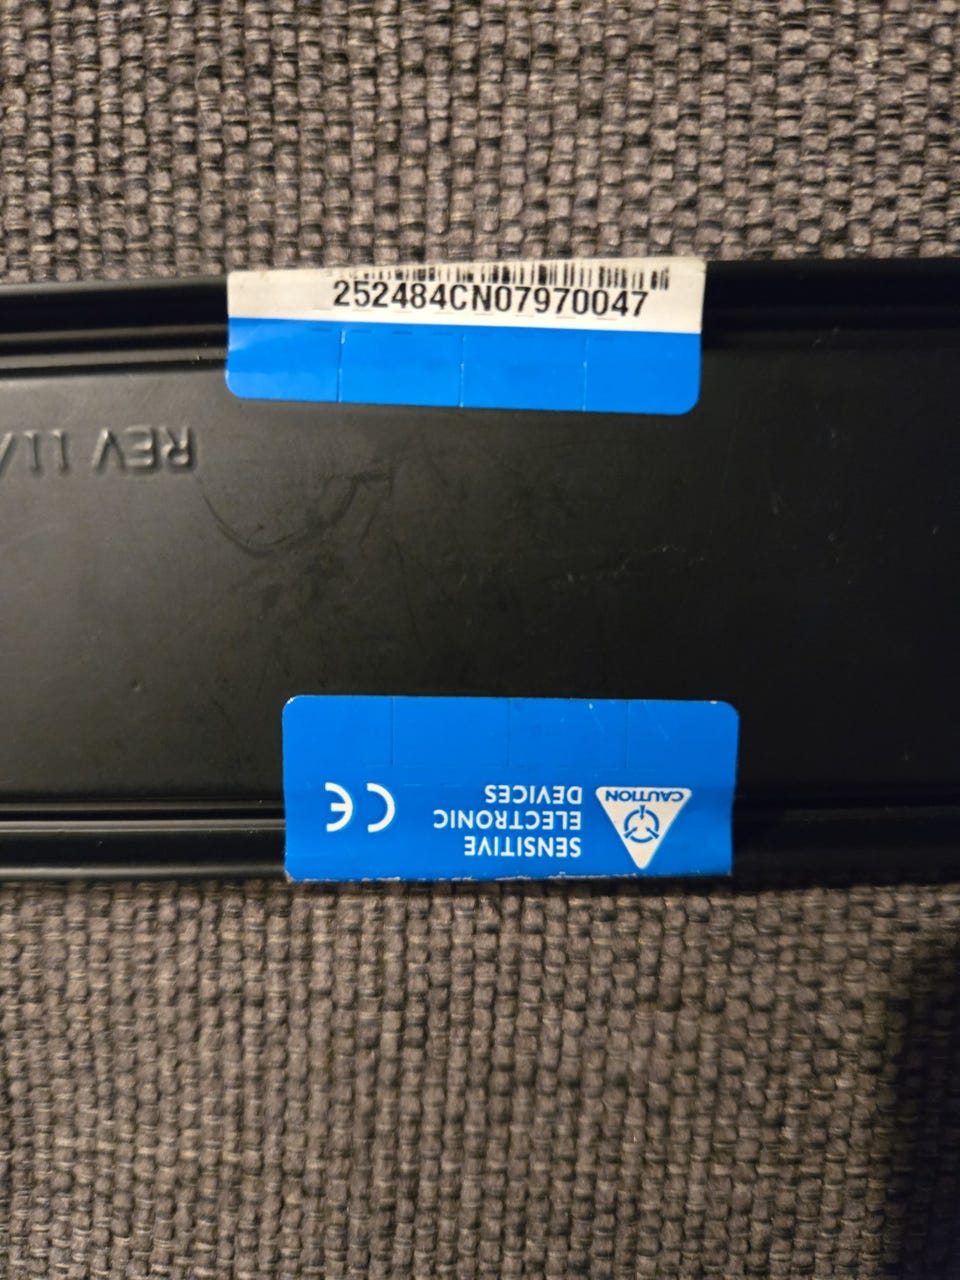 252484CN07970047
REV 11/
CAUTION
SENSITIVE
ELECTRONIC
DEVICES
CE